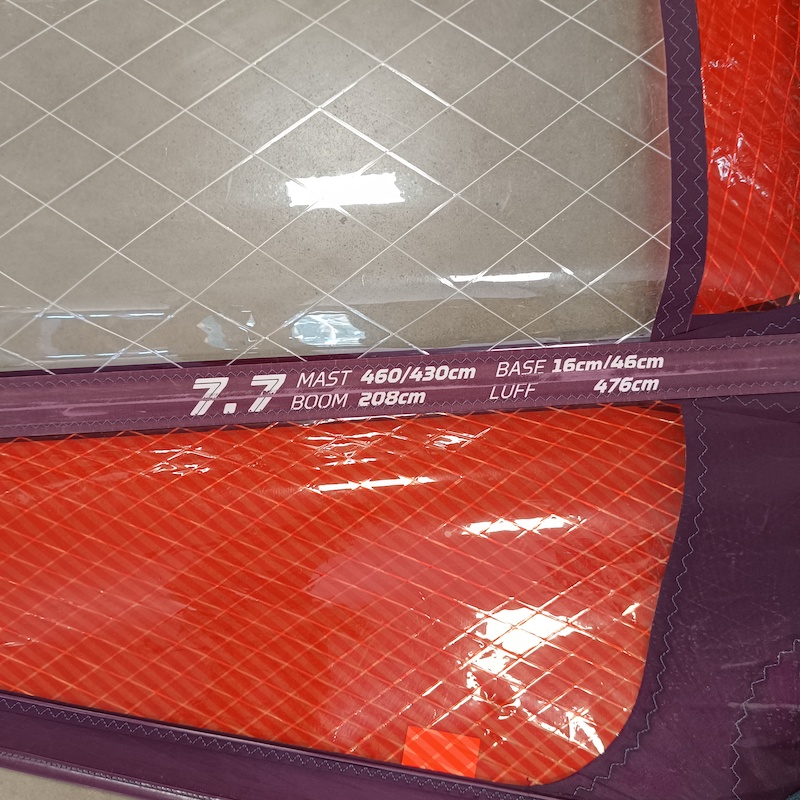 7.7 MAST 460/430cm BASE 16cm/46cm
BOOM 208cm LUFF 476cm